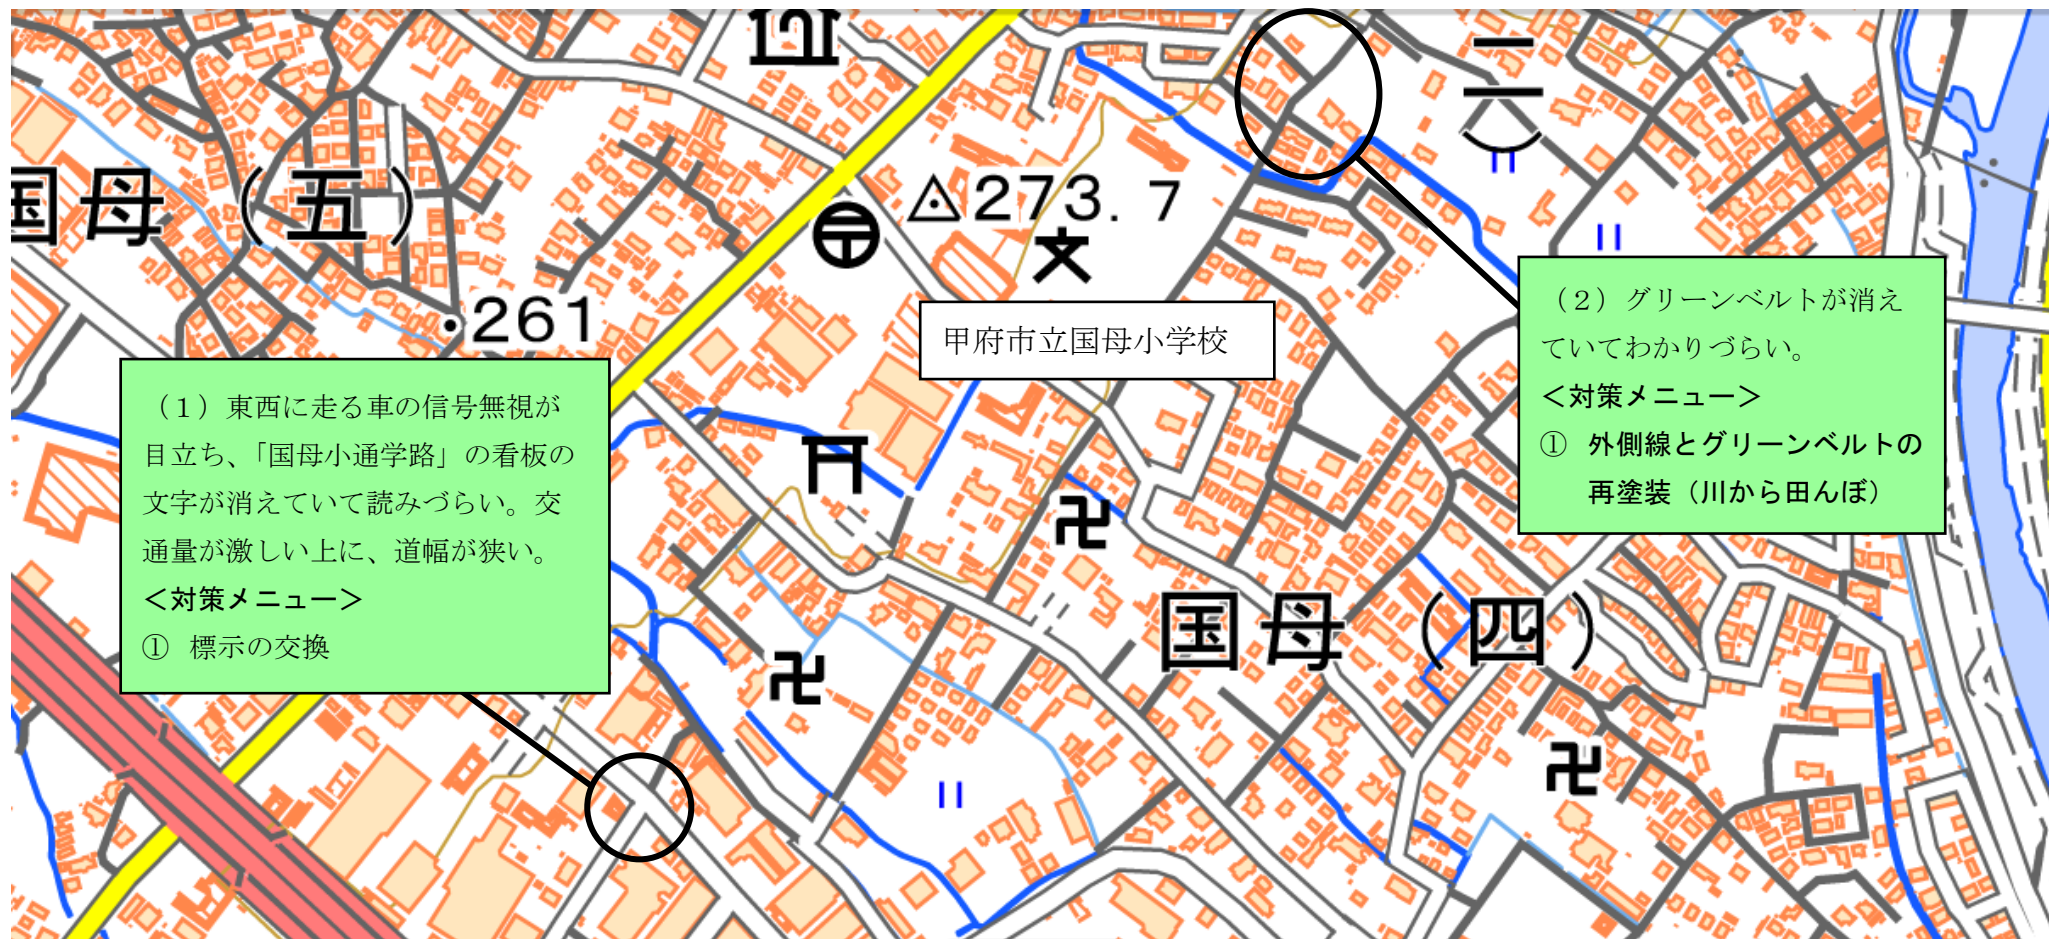 国母（五）
273.7
261
甲府市立国母小学校
（1）東西に走る車の信号無視が
目立ち、「国母小通学路」の看板の
文字が消えていて読みづらい。交
通量が激しい上に、道幅が狭い。
＜対策メニュー＞
① 標示の交換
（2）グリーンベルトが消え
ていてわかりづらい。
＜対策メニュー＞
① 外側線とグリーンベルトの
再塗装（川から田んぼ）
国母（四）